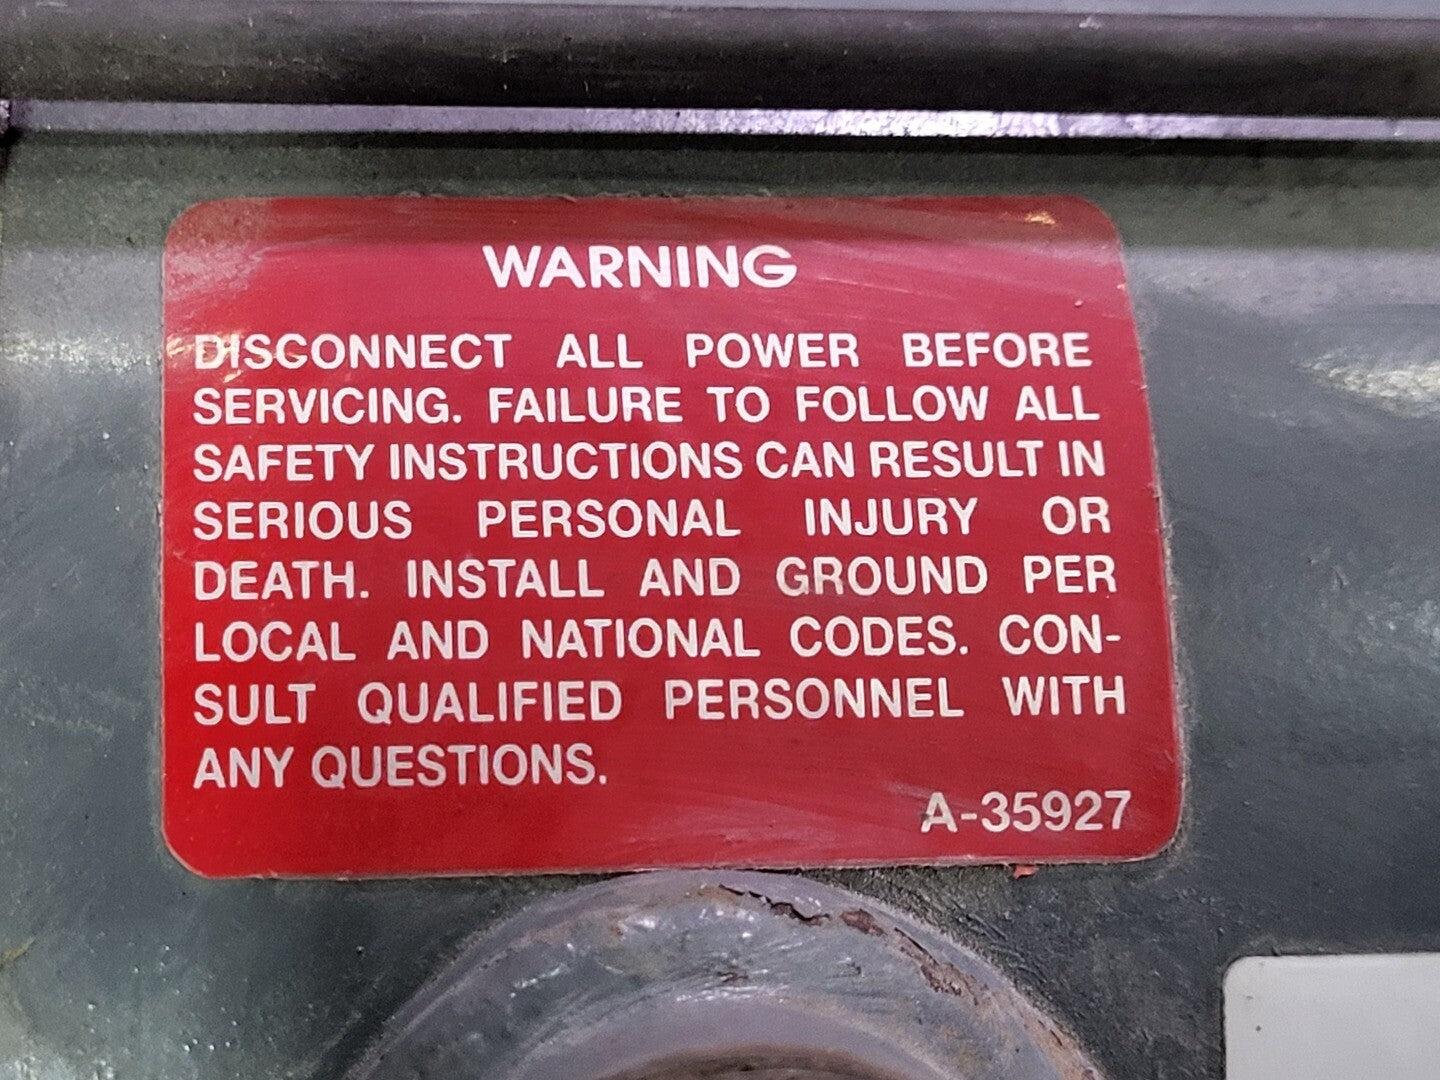 WARNING
DISCONNECT ALL POWER BEFORE
SERVICING. FAILURE TO FOLLOW ALL
SAFETY INSTRUCTIONS CAN RESULT IN
SERIOUS PERSONAL INJURY OR
DEATH. INSTALL AND GROUND PER
LOCAL AND NATIONAL CODES. CON-
SULT QUALIFIED PERSONNEL WITH
ANY QUESTIONS.
A-35927